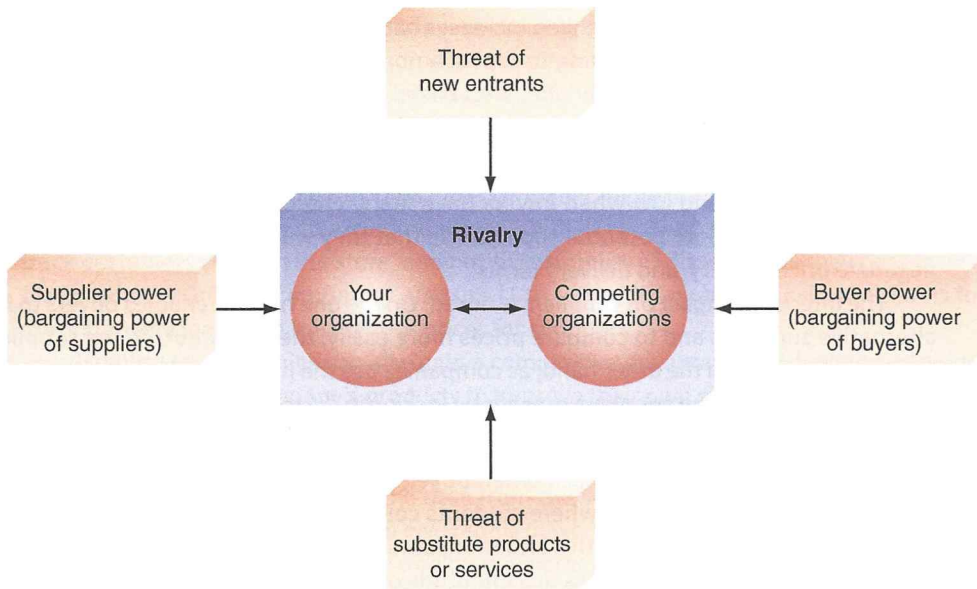 Threat of
new entrants
Rivalry
Supplier power
(bargaining power
of suppliers)
Your
organization
Competing
organizations
Buyer power
(bargaining power
of buyers)
Threat of
substitute products
or services